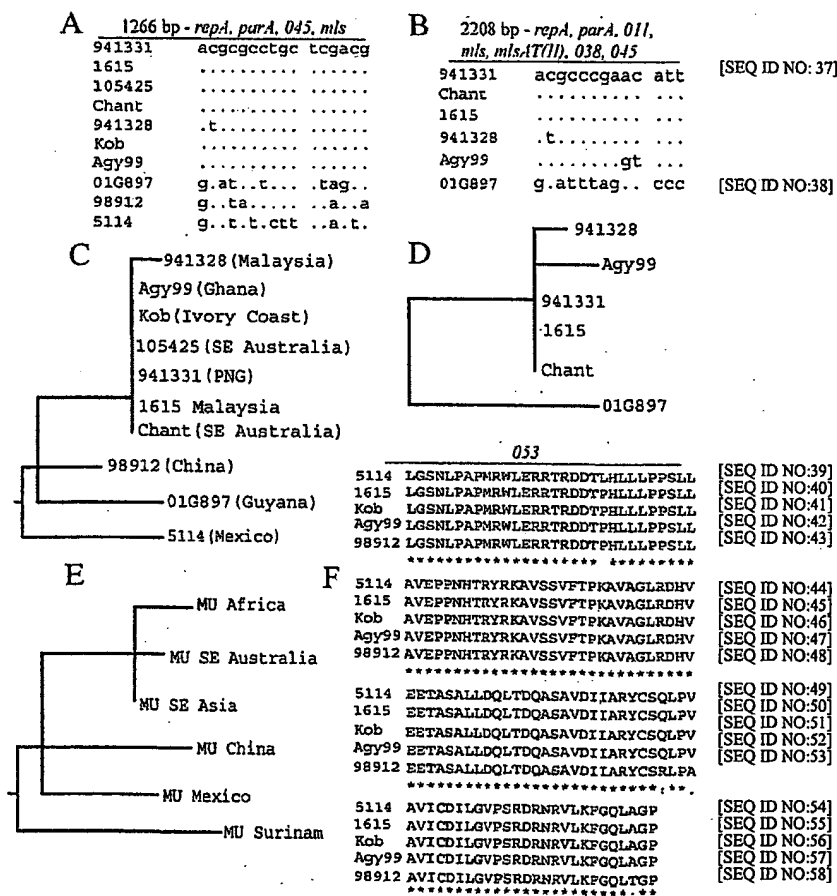 A
1266 bp - repA, parA, 045, mls
941331 acgcgcctgc tcgacg
1615 .......... ......
105425 .......... ......
Chant .......... ......
941328 .t........ ......
Kob .......... ......
Agy99 .......... ......
01G897 g.at..t... .tag..
98912 g..ta..... ..a..a
5114 g..t.t.ctt ..a.t.
B
2208 bp - repA, parA, 011,
mls, mlsAT(II), 038, 045
941331 acgcccgaac att [SEQ ID NO: 37]
Chant .......... ...
1615 .......... ...
941328 .t........ ...
Agy99 ........gt ...
01G897 g.atttag.. ccc [SEQ ID NO:38]
C
941328 (Malaysia)
Agy99 (Ghana)
Kob (Ivory Coast)
105425 (SE Australia)
941331 (PNG)
1615 Malaysia
Chant (SE Australia)
98912 (China)
01G897 (Guyana)
5114 (Mexico)
D
941328
Agy99
941331
1615
Chant
01G897
E
MU Africa
MU SE Australia
MU SE Asia
MU China
MU Mexico
MU Surinam
F
053
5114 LGSNLPAPMRWLERRTRDDTLHLLLPPSLL [SEQ ID NO:39]
1615 LGSNLPAPMRWLERRTRDDTPHLLLPPSLL [SEQ ID NO:40]
Kob LGSNLPAPMRWLERRTRDDTPHLLLPPSLL [SEQ ID NO:41]
Agy99 LGSNLPAPMRWLERRTRDDTPHLLLPPSLL [SEQ ID NO:42]
98912 LGSNLPAPMRWLERRTRDDTPHLLLPPSLL [SEQ ID NO:43]
******************** *********
5114 AVEPPNHTRYRKAVSSVFTPKAVAGLRDHV [SEQ ID NO:44]
1615 AVEPPNHTRYRKAVSSVFTPKAVAGLRDHV [SEQ ID NO:45]
Kob AVEPPNHTRYRKAVSSVFTPKAVAGLRDHV [SEQ ID NO:46]
Agy99 AVEPPNHTRYRKAVSSVFTPKAVAGLRDHV [SEQ ID NO:47]
98912 AVEPPNHTRYRKAVSSVFTPKAVAGLRDHV [SEQ ID NO:48]
******************************
5114 EETASALLDQLTDQASAVDIIARYCSQLPV [SEQ ID NO:49]
1615 EETASALLDQLTDQASAVDIIARYCSQLPV [SEQ ID NO:50]
Kob EETASALLDQLTDQASAVDIIARYCSQLPV [SEQ ID NO:51]
Agy99 EETASALLDQLTDQASAVDIIARYCSQLPV [SEQ ID NO:52]
98912 EETASALLDQLTDQASAVDIIARYCSRLPA [SEQ ID NO:53]
**************************:**.
5114 AVICDILGVPSRDRNRVLKFGQLAGP [SEQ ID NO:54]
1615 AVICDILGVPSRDRNRVLKFGQLAGP [SEQ ID NO:55]
Kob AVICDILGVPSRDRNRVLKFGQLAGP [SEQ ID NO:56]
Agy99 AVICDILGVPSRDRNRVLKFGQLAGP [SEQ ID NO:57]
98912 AVICDILGVPSRDRNRVLKFGQLTGP [SEQ ID NO:58]
***********************.**